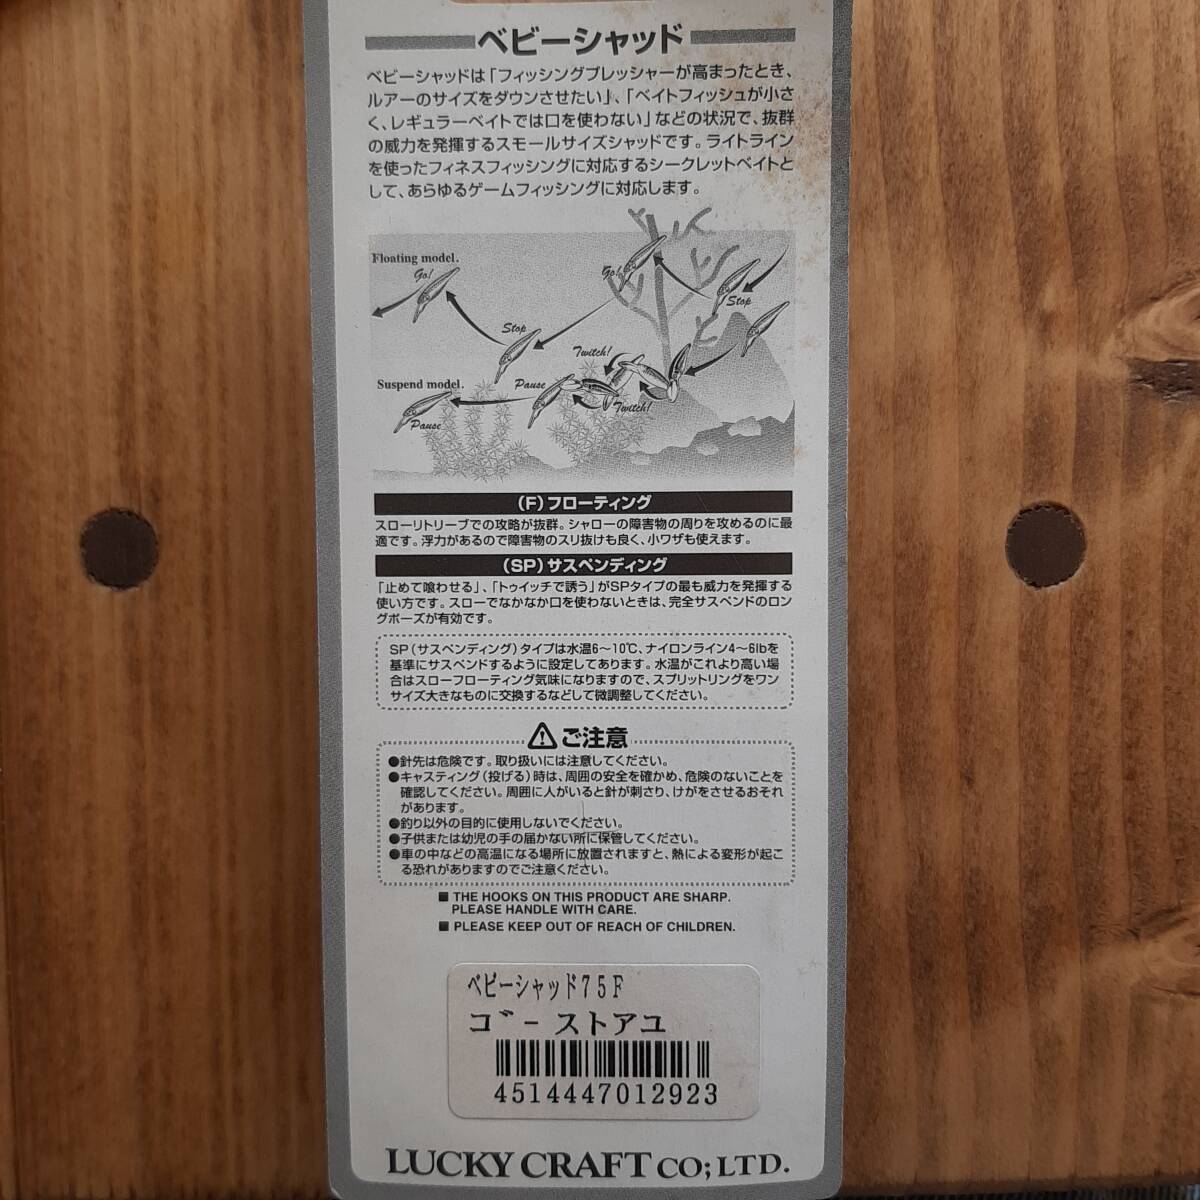 ベビーシャッド
ベビーシャッドは「フィッシングプレッシャーが高まったとき、
ルアーのサイズをダウンさせたい」、「ベイトフィッシュが小さ
く、レギュラーベイトでは口を使わない」などの状況で、抜群
の威力を発揮するスモールサイズシャッドです。ライトライン
を使ったフィネスフィッシングに対応するシークレットベイトと
して、あらゆるゲームフィッシングに対応します。
Floating model.
Go!
Go!
Stop
Stop
Twitch!
Suspend model.
Pause
Twitch!
Pause
(F)フローティング
スローリトリーブでの攻略が抜群。シャローの障害物の周りを攻めるのに最
適です。浮力があるので障害物のスリ抜けも良く、小ワザも使えます。
(SP)サスペンディング
「止めて喰わせる」、「トゥイッチで誘う」がSPタイプの最も威力を発揮する
使い方です。スローでなかなか口を使わないときは、完全サスペンドのロン
グポーズが有効です。
SP(サスペンディング)タイプは水温6〜10℃、ナイロンライン4〜6lbを
基準にサスペンドするように設定してあります。水温がこれより高い場
合はスローフローティング気味になりますので、スプリットリングをワン
サイズ大きなものに交換するなどして微調整してください。
⚠ご注意
●針先は危険です。取り扱いには注意してください。
●キャスティング(投げる)時は、周囲の安全を確かめ、危険のないことを
確認してください。周囲に人がいると針が刺さり、けがをさせるおそれ
があります。
●釣り以外の目的に使用しないでください。
●子供または幼児の手の届かない所に保管してください。
●車の中などの高温になる場所に放置されますと、熱による変形が起こ
る恐れがありますのでご注意ください。
■ THE HOOKS ON THIS PRODUCT ARE SHARP.
PLEASE HANDLE WITH CARE.
■ PLEASE KEEP OUT OF REACH OF CHILDREN.
ベビーシャッド75F
ゴーストアユ
4514447012923
LUCKY CRAFT CO;LTD.